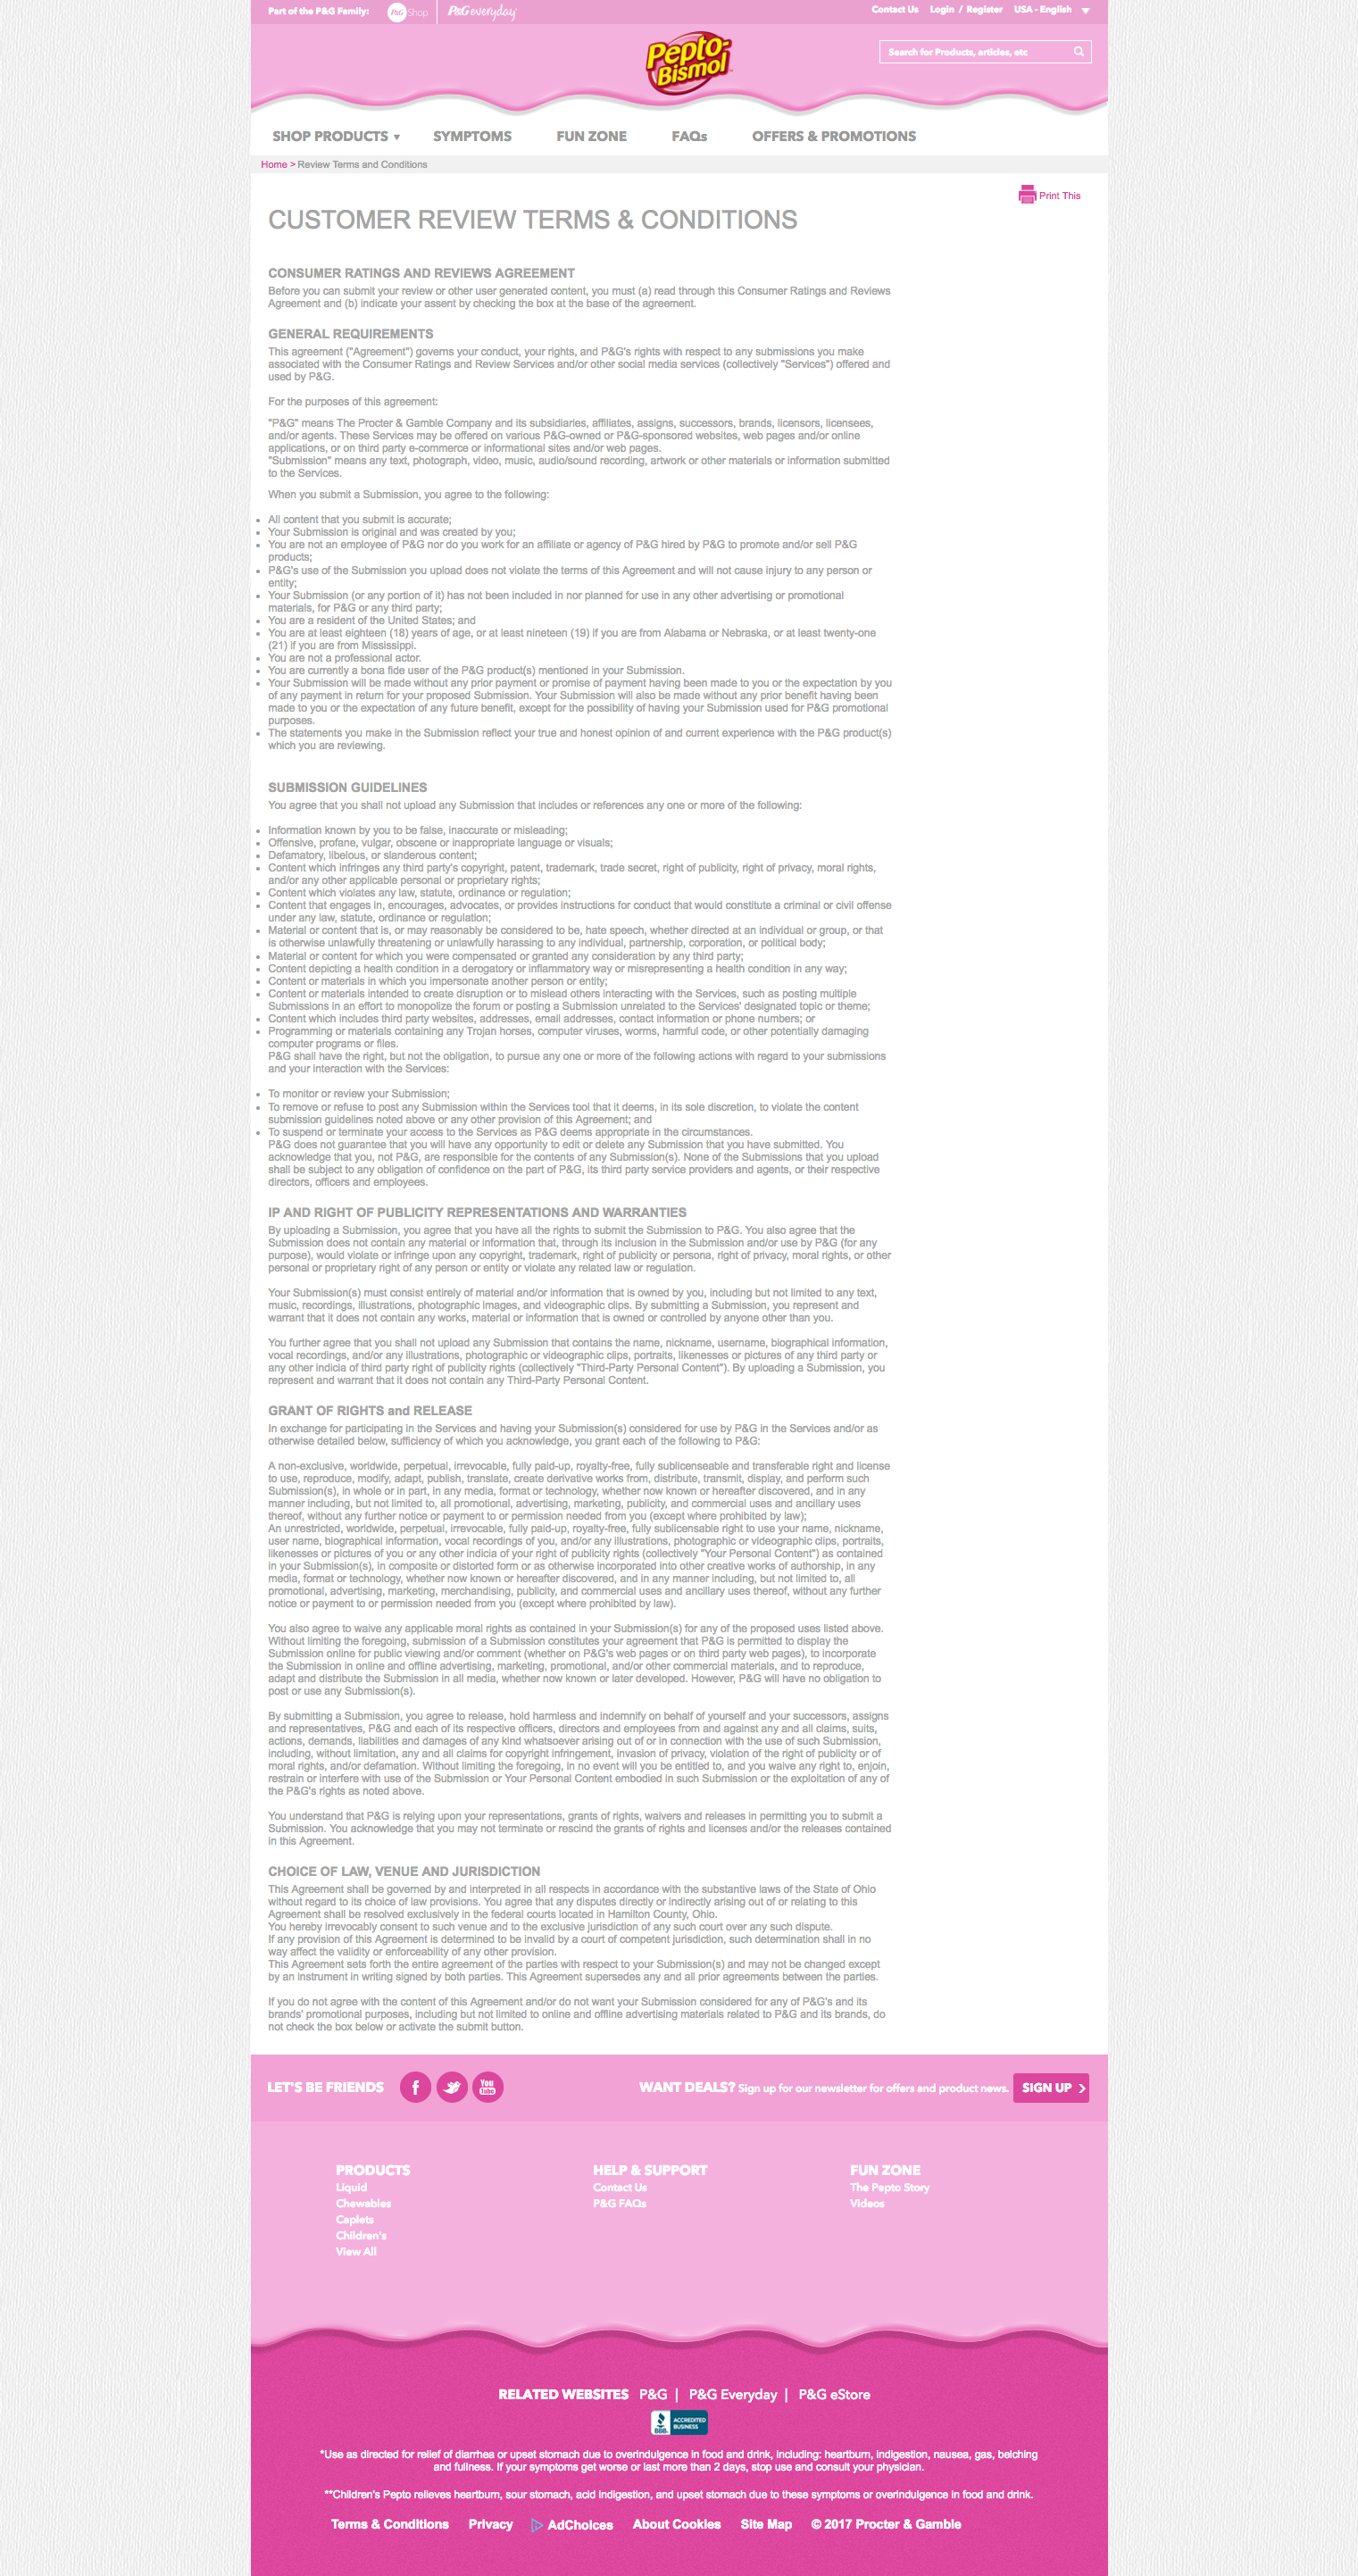 Part of the P&G Family:
P&G Shop
P&G everyday
Contact Us
Login / Register
USA - English
Pepto-
Bismol
Search for Products, articles, etc
SHOP PRODUCTS
SYMPTOMS
FUN ZONE
FAQs
OFFERS & PROMOTIONS
Home > Review Terms and Conditions
Print This
CUSTOMER REVIEW TERMS & CONDITIONS
CONSUMER RATINGS AND REVIEWS AGREEMENT
Before you can submit your review or other user generated content, you must (a) read through this Consumer Ratings and Reviews
Agreement and (b) indicate your assent by checking the box at the base of the agreement.
GENERAL REQUIREMENTS
This agreement ("Agreement") governs your conduct, your rights, and P&G's rights with respect to any submissions you make
associated with the Consumer Ratings and Review Services and/or other social media services (collectively "Services") offered and
used by P&G.
For the purposes of this agreement:
"P&G" means The Procter & Gamble Company and its subsidiaries, affiliates, assigns, successors, brands, licensors, licensees,
and/or agents. These Services may be offered on various P&G-owned or P&G-sponsored websites, web pages and/or online
applications, or on third party e-commerce or informational sites and/or web pages.
"Submission" means any text, photograph, video, music, audio/sound recording, artwork or other materials or information submitted
to the Services.
When you submit a Submission, you agree to the following:
• All content that you submit is accurate;
• Your Submission is original and was created by you;
• You are not an employee of P&G nor do you work for an affiliate or agency of P&G hired by P&G to promote and/or sell P&G
products;
• P&G's use of the Submission you upload does not violate the terms of this Agreement and will not cause injury to any person or
entity;
• Your Submission (or any portion of it) has not been included in nor planned for use in any other advertising or promotional
materials, for P&G or any third party;
• You are a resident of the United States; and
• You are at least eighteen (18) years of age, or at least nineteen (19) if you are from Alabama or Nebraska, or at least twenty-one
(21) if you are from Mississippi.
• You are not a professional actor.
• You are currently a bona fide user of the P&G product(s) mentioned in your Submission.
• Your Submission will be made without any prior payment or promise of payment having been made to you or the expectation by you
of any payment in return for your proposed Submission. Your Submission will also be made without any prior benefit having been
made to you or the expectation of any future benefit, except for the possibility of having your Submission used for P&G promotional
purposes.
• The statements you make in the Submission reflect your true and honest opinion of and current experience with the P&G product(s)
which you are reviewing.
SUBMISSION GUIDELINES
You agree that you shall not upload any Submission that includes or references any one or more of the following:
• Information known by you to be false, inaccurate or misleading;
• Offensive, profane, vulgar, obscene or inappropriate language or visuals;
• Defamatory, libelous, or slanderous content;
• Content which infringes any third party's copyright, patent, trademark, trade secret, right of publicity, right of privacy, moral rights,
and/or any other applicable personal or proprietary rights;
• Content which violates any law, statute, ordinance or regulation;
• Content that engages in, encourages, advocates, or provides instructions for conduct that would constitute a criminal or civil offense
under any law, statute, ordinance or regulation;
• Material or content that is, or may reasonably be considered to be, hate speech, whether directed at an individual or group, or that
is otherwise unlawfully threatening or unlawfully harassing to any individual, partnership, corporation, or political body;
• Material or content for which you were compensated or granted any consideration by any third party;
• Content depicting a health condition in a derogatory or inflammatory way or misrepresenting a health condition in any way;
• Content or materials in which you impersonate another person or entity;
• Content or materials intended to create disruption or to mislead others interacting with the Services, such as posting multiple
Submissions in an effort to monopolize the forum or posting a Submission unrelated to the Services' designated topic or theme;
• Content which includes third party websites, addresses, email addresses, contact information or phone numbers; or
• Programming or materials containing any Trojan horses, computer viruses, worms, harmful code, or other potentially damaging
computer programs or files.
P&G shall have the right, but not the obligation, to pursue any one or more of the following actions with regard to your submissions
and your interaction with the Services:
• To monitor or review your Submission;
• To remove or refuse to post any Submission within the Services tool that it deems, in its sole discretion, to violate the content
submission guidelines noted above or any other provision of this Agreement; and
• To suspend or terminate your access to the Services as P&G deems appropriate in the circumstances.
P&G does not guarantee that you will have any opportunity to edit or delete any Submission that you have submitted. You
acknowledge that you, not P&G, are responsible for the contents of any Submission(s). None of the Submissions that you upload
shall be subject to any obligation of confidence on the part of P&G, its third party service providers and agents, or their respective
directors, officers and employees.
IP AND RIGHT OF PUBLICITY REPRESENTATIONS AND WARRANTIES
By uploading a Submission, you agree that you have all the rights to submit the Submission to P&G. You also agree that the
Submission does not contain any material or information that, through its inclusion in the Submission and/or use by P&G (for any
purpose), would violate or infringe upon any copyright, trademark, right of publicity or persona, right of privacy, moral rights, or other
personal or proprietary right of any person or entity or violate any related law or regulation.
Your Submission(s) must consist entirely of material and/or information that is owned by you, including but not limited to any text,
music, recordings, illustrations, photographic images, and videographic clips. By submitting a Submission, you represent and
warrant that it does not contain any works, material or information that is owned or controlled by anyone other than you.
You further agree that you shall not upload any Submission that contains the name, nickname, username, biographical information,
vocal recordings, and/or any illustrations, photographic or videographic clips, portraits, likenesses or pictures of any third party or
any other indicia of third party right of publicity rights (collectively "Third-Party Personal Content"). By uploading a Submission, you
represent and warrant that it does not contain any Third-Party Personal Content.
GRANT OF RIGHTS and RELEASE
In exchange for participating in the Services and having your Submission(s) considered for use by P&G in the Services and/or as
otherwise detailed below, sufficiency of which you acknowledge, you grant each of the following to P&G:
A non-exclusive, worldwide, perpetual, irrevocable, fully paid-up, royalty-free, fully sublicenseable and transferable right and license
to use, reproduce, modify, adapt, publish, translate, create derivative works from, distribute, transmit, display, and perform such
Submission(s), in whole or in part, in any media, format or technology, whether now known or hereafter discovered, and in any
manner including, but not limited to, all promotional, advertising, marketing, publicity, and commercial uses and ancillary uses
thereof, without any further notice or payment to or permission needed from you (except where prohibited by law);
An unrestricted, worldwide, perpetual, irrevocable, fully paid-up, royalty-free, fully sublicensable right to use your name, nickname,
user name, biographical information, vocal recordings of you, and/or any illustrations, photographic or videographic clips, portraits,
likenesses or pictures of you or any other indicia of your right of publicity rights (collectively "Your Personal Content") as contained
in your Submission(s), in composite or distorted form or as otherwise incorporated into other creative works of authorship, in any
media, format or technology, whether now known or hereafter discovered, and in any manner including, but not limited to, all
promotional, advertising, marketing, merchandising, publicity, and commercial uses and ancillary uses thereof, without any further
notice or payment to or permission needed from you (except where prohibited by law).
You also agree to waive any applicable moral rights as contained in your Submission(s) for any of the proposed uses listed above.
Without limiting the foregoing, submission of a Submission constitutes your agreement that P&G is permitted to display the
Submission online for public viewing and/or comment (whether on P&G's web pages or on third party web pages), to incorporate
the Submission in online and offline advertising, marketing, promotional, and/or other commercial materials, and to reproduce,
adapt and distribute the Submission in all media, whether now known or later developed. However, P&G will have no obligation to
post or use any Submission(s).
By submitting a Submission, you agree to release, hold harmless and indemnify on behalf of yourself and your successors, assigns
and representatives, P&G and each of its respective officers, directors and employees from and against any and all claims, suits,
actions, demands, liabilities and damages of any kind whatsoever arising out of or in connection with the use of such Submission,
including, without limitation, any and all claims for copyright infringement, invasion of privacy, violation of the right of publicity or of
moral rights, and/or defamation. Without limiting the foregoing, in no event will you be entitled to, and you waive any right to, enjoin,
restrain or interfere with use of the Submission or Your Personal Content embodied in such Submission or the exploitation of any of
the P&G's rights as noted above.
You understand that P&G is relying upon your representations, grants of rights, waivers and releases in permitting you to submit a
Submission. You acknowledge that you may not terminate or rescind the grants of rights and licenses and/or the releases contained
in this Agreement.
CHOICE OF LAW, VENUE AND JURISDICTION
This Agreement shall be governed by and interpreted in all respects in accordance with the substantive laws of the State of Ohio
without regard to its choice of law provisions. You agree that any disputes directly or indirectly arising out of or relating to this
Agreement shall be resolved exclusively in the federal courts located in Hamilton County, Ohio.
You hereby irrevocably consent to such venue and to the exclusive jurisdiction of any such court over any such dispute.
If any provision of this Agreement is determined to be invalid by a court of competent jurisdiction, such determination shall in no
way affect the validity or enforceability of any other provision.
This Agreement sets forth the entire agreement of the parties with respect to your Submission(s) and may not be changed except
by an instrument in writing signed by both parties. This Agreement supersedes any and all prior agreements between the parties.
If you do not agree with the content of this Agreement and/or do not want your Submission considered for any of P&G's and its
brands' promotional purposes, including but not limited to online and offline advertising materials related to P&G and its brands, do
not check the box below or activate the submit button.
LET'S BE FRIENDS
f
You
Tube
WANT DEALS? Sign up for our newsletter for offers and product news.
SIGN UP
PRODUCTS
Liquid
Chewables
Caplets
Children's
View All
HELP & SUPPORT
Contact Us
P&G FAQs
FUN ZONE
The Pepto Story
Videos
RELATED WEBSITES P&G | P&G Everyday | P&G eStore
BBB.
ACCREDITED
BUSINESS
*Use as directed for relief of diarrhea or upset stomach due to overindulgence in food and drink, including: heartburn, indigestion, nausea, gas, belching
and fullness. If your symptoms get worse or last more than 2 days, stop use and consult your physician.
**Children's Pepto relieves heartburn, sour stomach, acid indigestion, and upset stomach due to these symptoms or overindulgence in food and drink.
Terms & Conditions
Privacy
AdChoices
About Cookies
Site Map
© 2017 Procter & Gamble